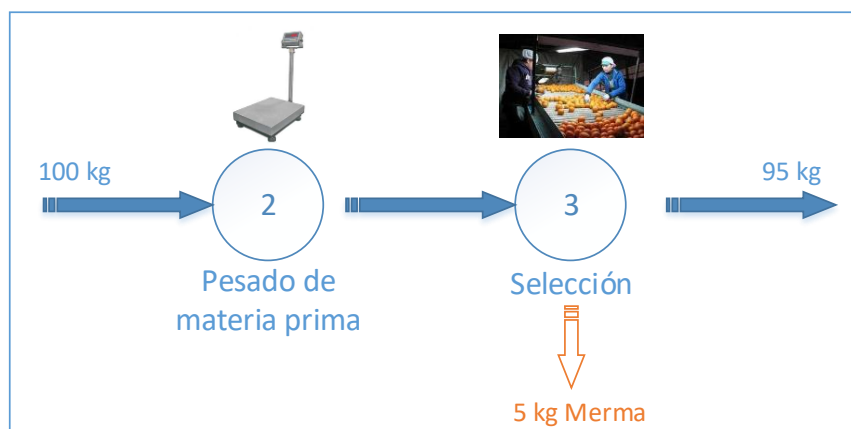 100 kg
2
3
95 kg
Pesado de
materia prima
Selección
5 kg Merma